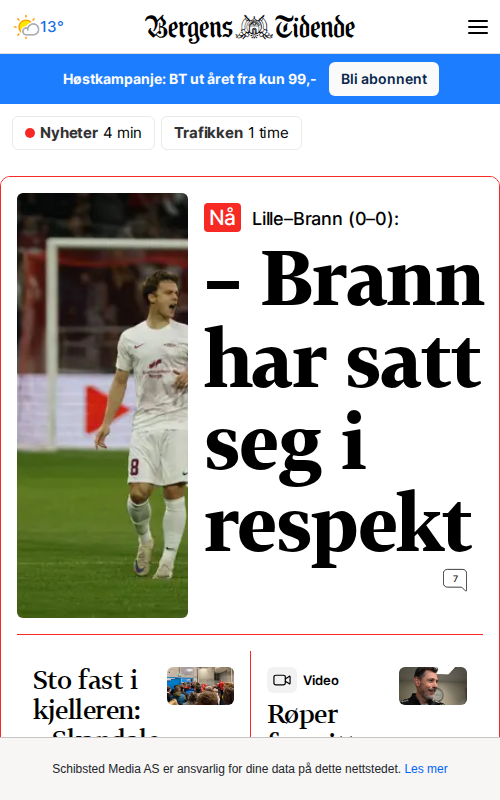 13°
Bergens Tidende
Høstkampanje: BT ut året fra kun 99,-
Bli abonnent
Nyheter 4 min
Trafikken 1 time
Nå Lille–Brann (0–0):
– Brann
har satt
seg i
respekt
7
8
Sto fast i
kjelleren:
Video
Røper
Schibsted Media AS er ansvarlig for dine data på dette nettstedet. Les mer